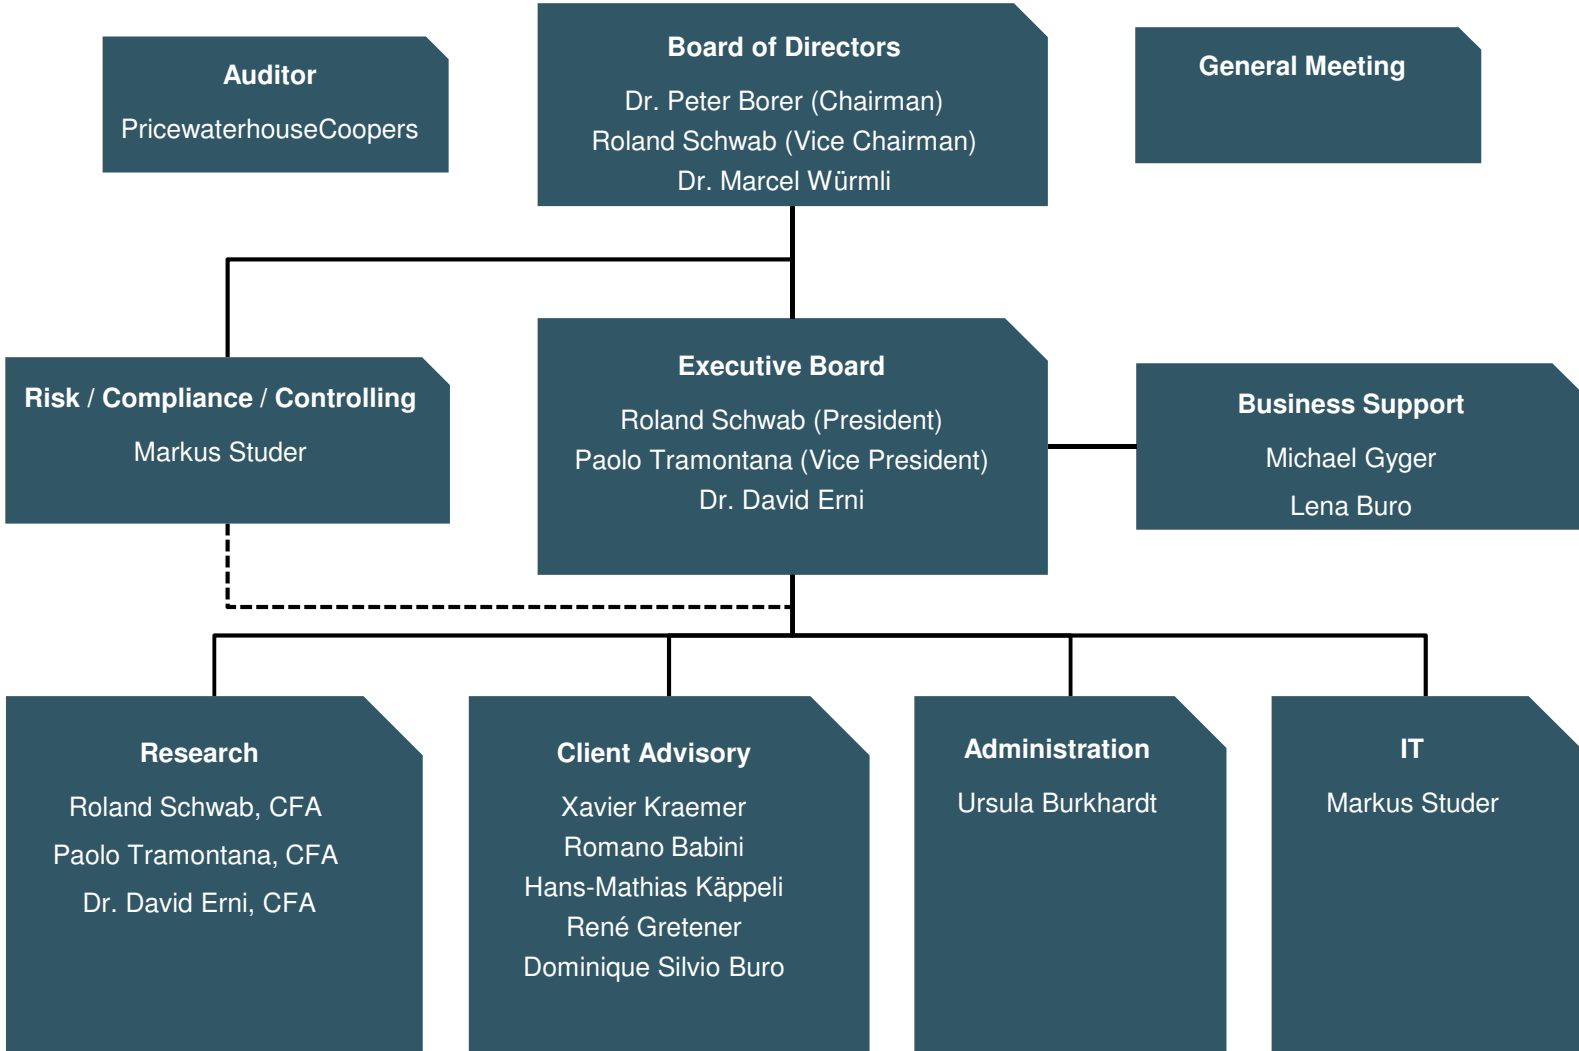 Auditor
PricewaterhouseCoopers
Board of Directors
Dr. Peter Borer (Chairman)
Roland Schwab (Vice Chairman)
Dr. Marcel Würmli
General Meeting
Risk / Compliance / Controlling
Markus Studer
Executive Board
Roland Schwab (President)
Paolo Tramontana (Vice President)
Dr. David Erni
Business Support
Michael Gyger
Lena Buro
Research
Roland Schwab, CFA
Paolo Tramontana, CFA
Dr. David Erni, CFA
Client Advisory
Xavier Kraemer
Romano Babini
Hans-Mathias Käppeli
René Gretener
Dominique Silvio Buro
Administration
Ursula Burkhardt
IT
Markus Studer